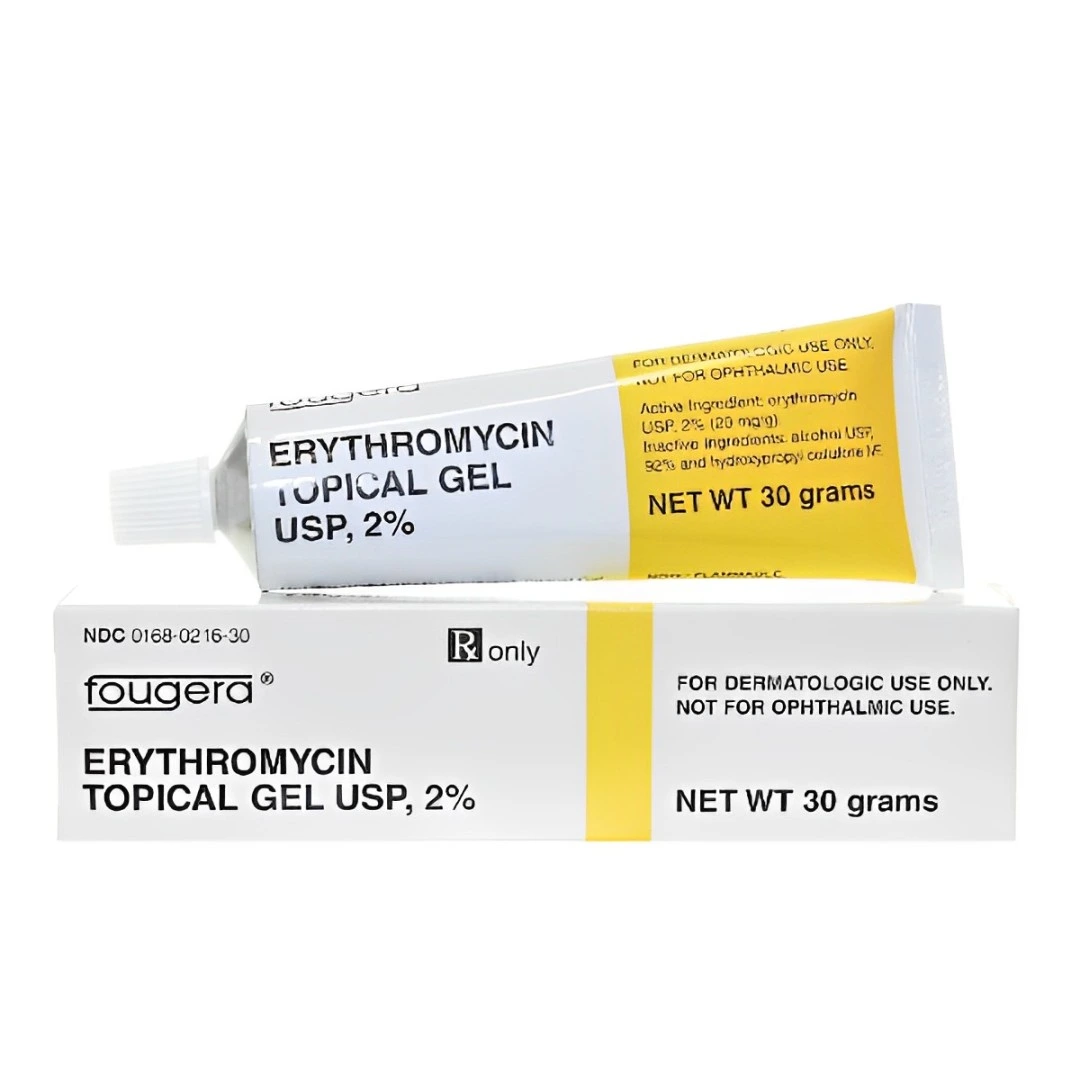 fougera
ERYTHROMYCIN
TOPICAL GEL
USP, 2%
FOR DERMATOLOGIC USE ONLY.
NOT FOR OPHTHALMIC USE
Active Ingredient: erythromycin
USP, 2% (20 mg/g)
Inactive Ingredients: alcohol USP,
92% and hydroxypropyl cellulose NF.
NET WT 30 grams
NDC 0168-0216-30
Rx only
fougera®
ERYTHROMYCIN
TOPICAL GEL USP, 2%
FOR DERMATOLOGIC USE ONLY.
NOT FOR OPHTHALMIC USE.
NET WT 30 grams